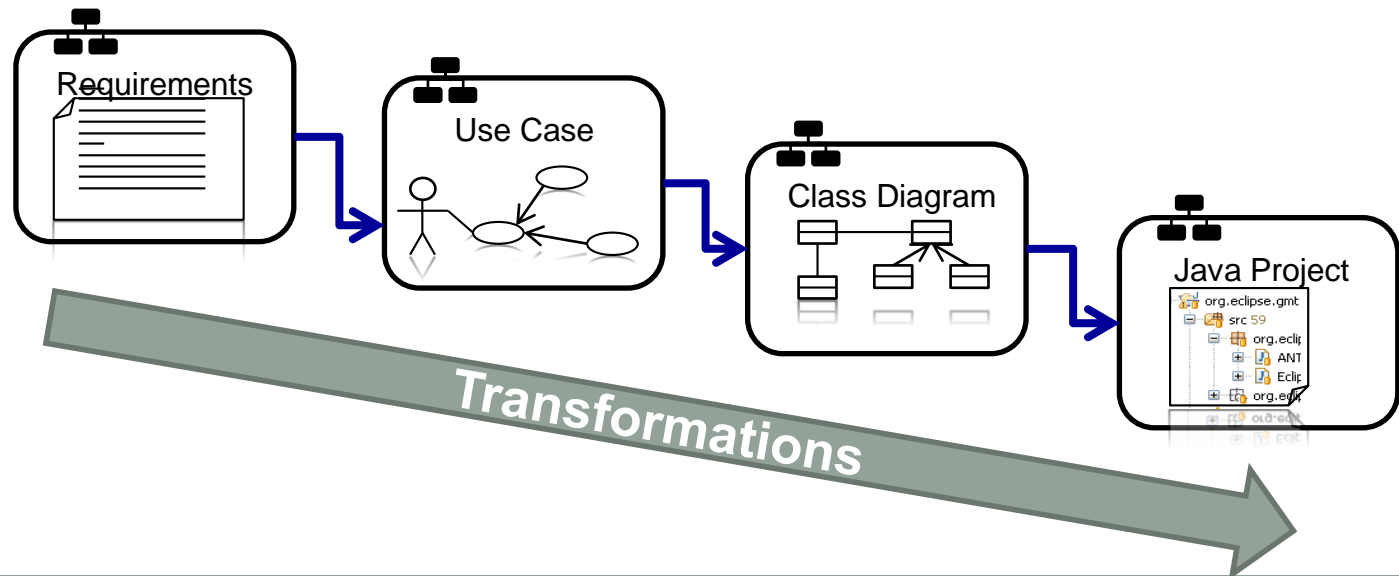 Requirements
Use Case
Class Diagram
Java Project
org.eclipse.gmt
src 59
org.eclip
ANT
Eclip
org.ecli
Transformations